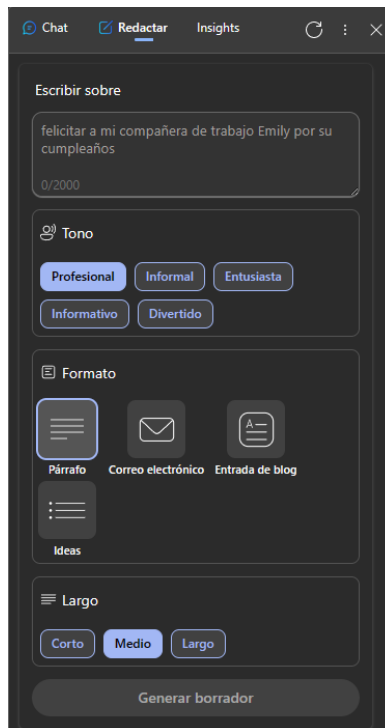 Chat Redactar Insights
Escribir sobre
felicitar a mi compañera de trabajo Emily por su
cumpleaños
0/2000
Tono
Profesional Informal Entusiasta
Informativo Divertido
Formato
Párrafo Correo electrónico Entrada de blog
Ideas
Largo
Corto Medio Largo
Generar borrador